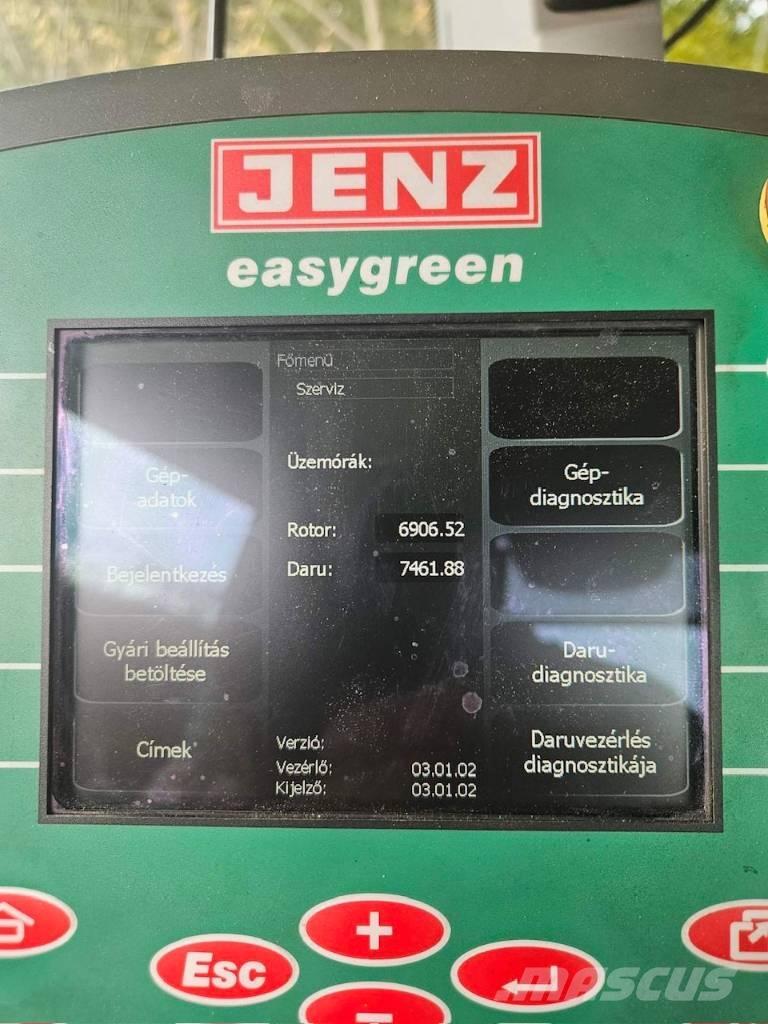 JENZ
easygreen
Főmenü
Szerviz
Gép-
adatok
Bejelentkezés
Gyári beállítás
betöltése
Címek
Üzemórák:
Rotor: 6906.52
Daru: 7461.88
Verzió:
Vezérlő: 03.01.02
Kijelző: 03.01.02
Gép-
diagnosztika
Daru-
diagnosztika
Daruvezérlés
diagnosztikája
+
Esc
-
MASCUS